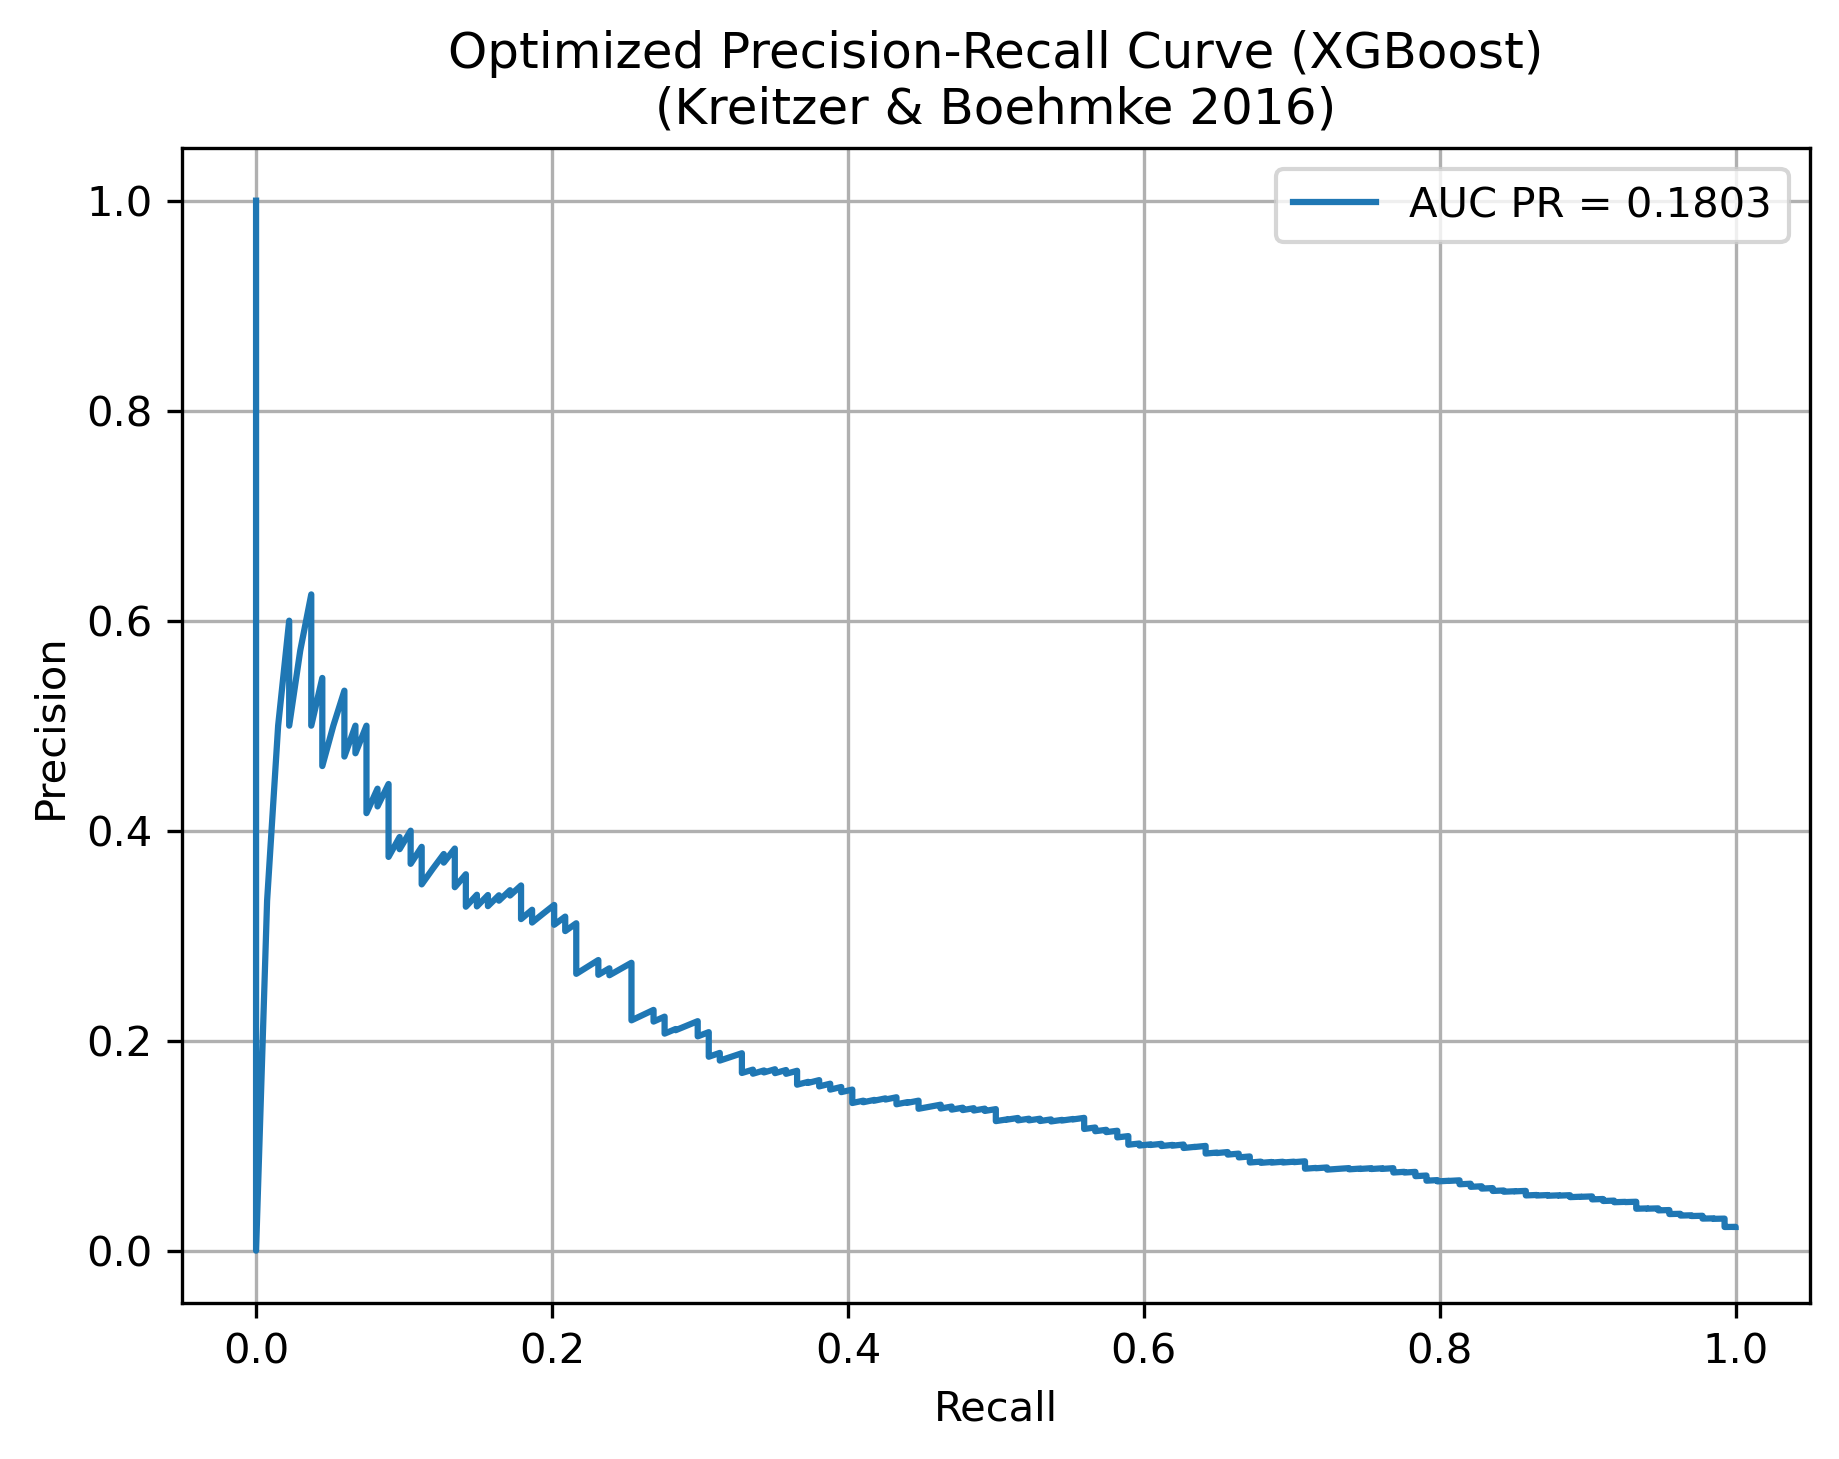 Optimized Precision-Recall Curve (XGBoost)
(Kreitzer & Boehmke 2016)
AUC PR = 0.1803
Precision
1.0
0.8
0.6
0.4
0.2
0.0
0.0 0.2 0.4 0.6 0.8 1.0
Recall